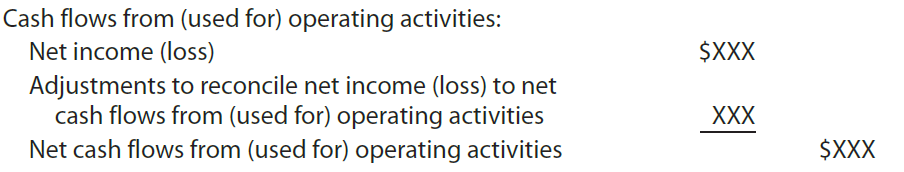 Cash flows from (used for) operating activities:
Net income (loss) $XXX
Adjustments to reconcile net income (loss) to net
cash flows from (used for) operating activities XXX
Net cash flows from (used for) operating activities $XXX